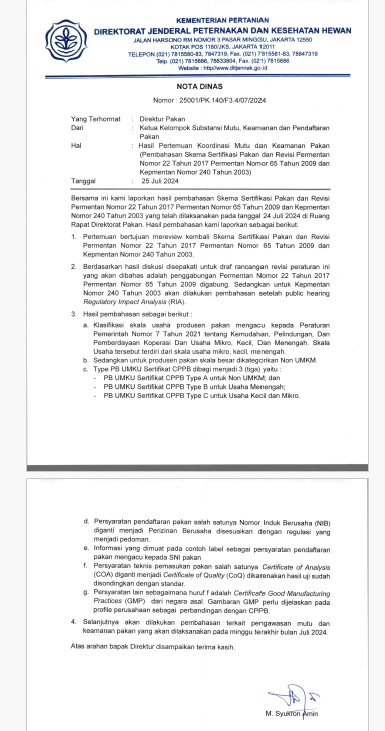 KEMENTERIAN PERTANIAN
DIREKTORAT JENDERAL PETERNAKAN DAN KESEHATAN HEWAN
JALAN HARSONO RM NOMOR 3 PASAR MINGGU, JAKARTA 12550
KOTAK POS 1180/JKS, JAKARTA 12011
TELEPON (021) 7815580-83, 7847319, Fax. (021) 7815581-83, 78847319
Telp. (021) 7815686, 78833804, Fax. (021) 7815686
Website : http//www.ditjennak.go.id
NOTA DINAS
Nomor : 25001/PK.140/F3.4/07/2024
Yang Terhormat : Direktur Pakan
Dari : Ketua Kelompok Substansi Mutu, Keamanan dan Pendaftaran
Pakan
Hal : Hasil Pertemuan Koordinasi Mutu dan Keamanan Pakan
(Pembahasan Skema Sertifikasi Pakan dan Revisi Permentan
Nomor 22 Tahun 2017 Permentan Nomor 65 Tahun 2009 dan
Kepmentan Nomor 240 Tahun 2003)
Tanggal : 25 Juli 2024
Bersama ini kami laporkan hasil pembahasan Skema Sertifikasi Pakan dan Revisi
Permentan Nomor 22 Tahun 2017 Permentan Nomor 65 Tahun 2009 dan Kepmentan
Nomor 240 Tahun 2003 yang telah dilaksanakan pada tanggal 24 Juli 2024 di Ruang
Rapat Direktorat Pakan. Hasil pembahasan kami laporkan sebagai berikut:
1. Pertemuan bertujuan mereview kembali Skema Sertifikasi Pakan dan Revisi
Permentan Nomor 22 Tahun 2017 Permentan Nomor 65 Tahun 2009 dan
Kepmentan Nomor 240 Tahun 2003.
2. Berdasarkan hasil diskusi disepakati untuk draf rancangan revisi peraturan ini
yang akan dibahas adalah penggabungan Permentan Nomor 22 Tahun 2017
Permentan Nomor 65 Tahun 2009 digabung. Sedangkan untuk Kepmentan
Nomor 240 Tahun 2003 akan dilakukan pembahasan setelah public hearing
Regulatory Impact Analysis (RIA).
3. Hasil pembahasan sebagai berikut :
a. Klasifikasi skala usaha produsen pakan mengacu kepada Peraturan
Pemerintah Nomor 7 Tahun 2021 tentang Kemudahan, Pelindungan, Dan
Pemberdayaan Koperasi Dan Usaha Mikro, Kecil, Dan Menengah. Skala
Usaha tersebut terdiri dari skala usaha mikro, kecil, menengah.
b. Sedangkan untuk produsen pakan skala besar dikategorikan Non UMKM.
c. Type PB UMKU Sertifikat CPPB dibagi menjadi 3 (tiga) yaitu :
- PB UMKU Sertifikat CPPB Type A untuk Non UMKM; dan
- PB UMKU Sertifikat CPPB Type B untuk Usaha Menengah;
- PB UMKU Sertifikat CPPB Type C untuk Usaha Kecil dan Mikro.
d. Persyaratan pendaftaran pakan salah satunya Nomor Induk Berusaha (NIB)
diganti menjadi Perizinan Berusaha disesuaikan dengan regulasi yang
menjadi pedoman.
e. Informasi yang dimuat pada contoh label sebagai persyaratan pendaftaran
pakan mengacu kepada SNI pakan
f. Persyaratan teknis pemasukan pakan salah satunya Certificate of Analysis
(COA) diganti menjadi Certificate of Quality (CoQ) dikarenakan hasil uji sudah
disondingkan dengan standar.
g. Persyaratan lain sebagaimana huruf f adalah Certificate Good Manufacturing
Practices (GMP) dari negara asal. Gambaran GMP perlu dijelaskan pada
profile perusahaan sebagai perbandingan dengan CPPB.
4. Selanjutnya akan dilakukan pembahasan terkait pengawasan mutu dan
keamanan pakan yang akan dilaksanakan pada minggu terakhir bulan Juli 2024.
Atas arahan bapak Direktur disampaikan terima kasih.
M. Syukron Amin